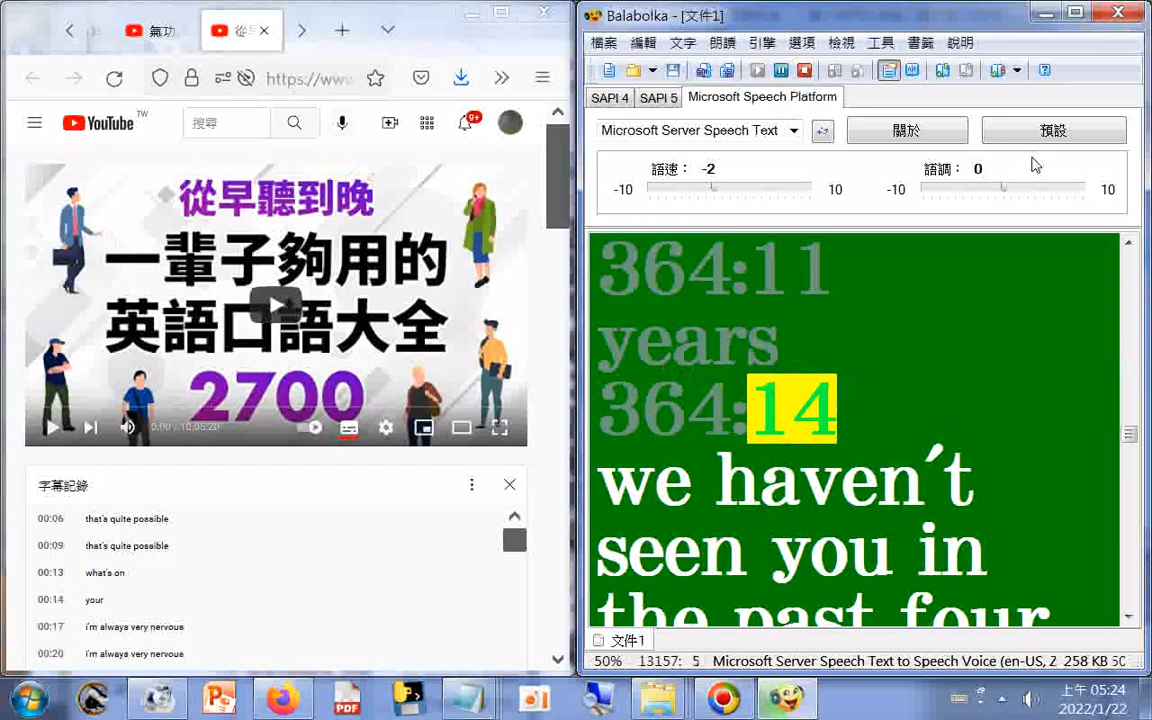 氣功
從
https://www
YouTube TW
搜尋
9+
從早聽到晚
一輩子夠用的
英語口語大全
2700
0:00 / 10:05:20
字幕記錄
00:06 that's quite possible
00:09 that's quite possible
00:13 what's on
00:14 your
00:17 i'm always very nervous
00:20 i'm always very nervous
Balabolka - [文件1]
檔案 編輯 文字 朗讀 引擎 選項 檢視 工具 書籤 說明
SAPI 4 SAPI 5 Microsoft Speech Platform
Microsoft Server Speech Text 關於 預設
語速： -2 語調： 0
-10 10 -10 10
364:11
years
364:14
we haven't
seen you in
the past four
文件1
50% 13157: 5 Microsoft Server Speech Text to Speech Voice (en-US, Z 258 KB
PDF
上午 05:24
2022/1/22